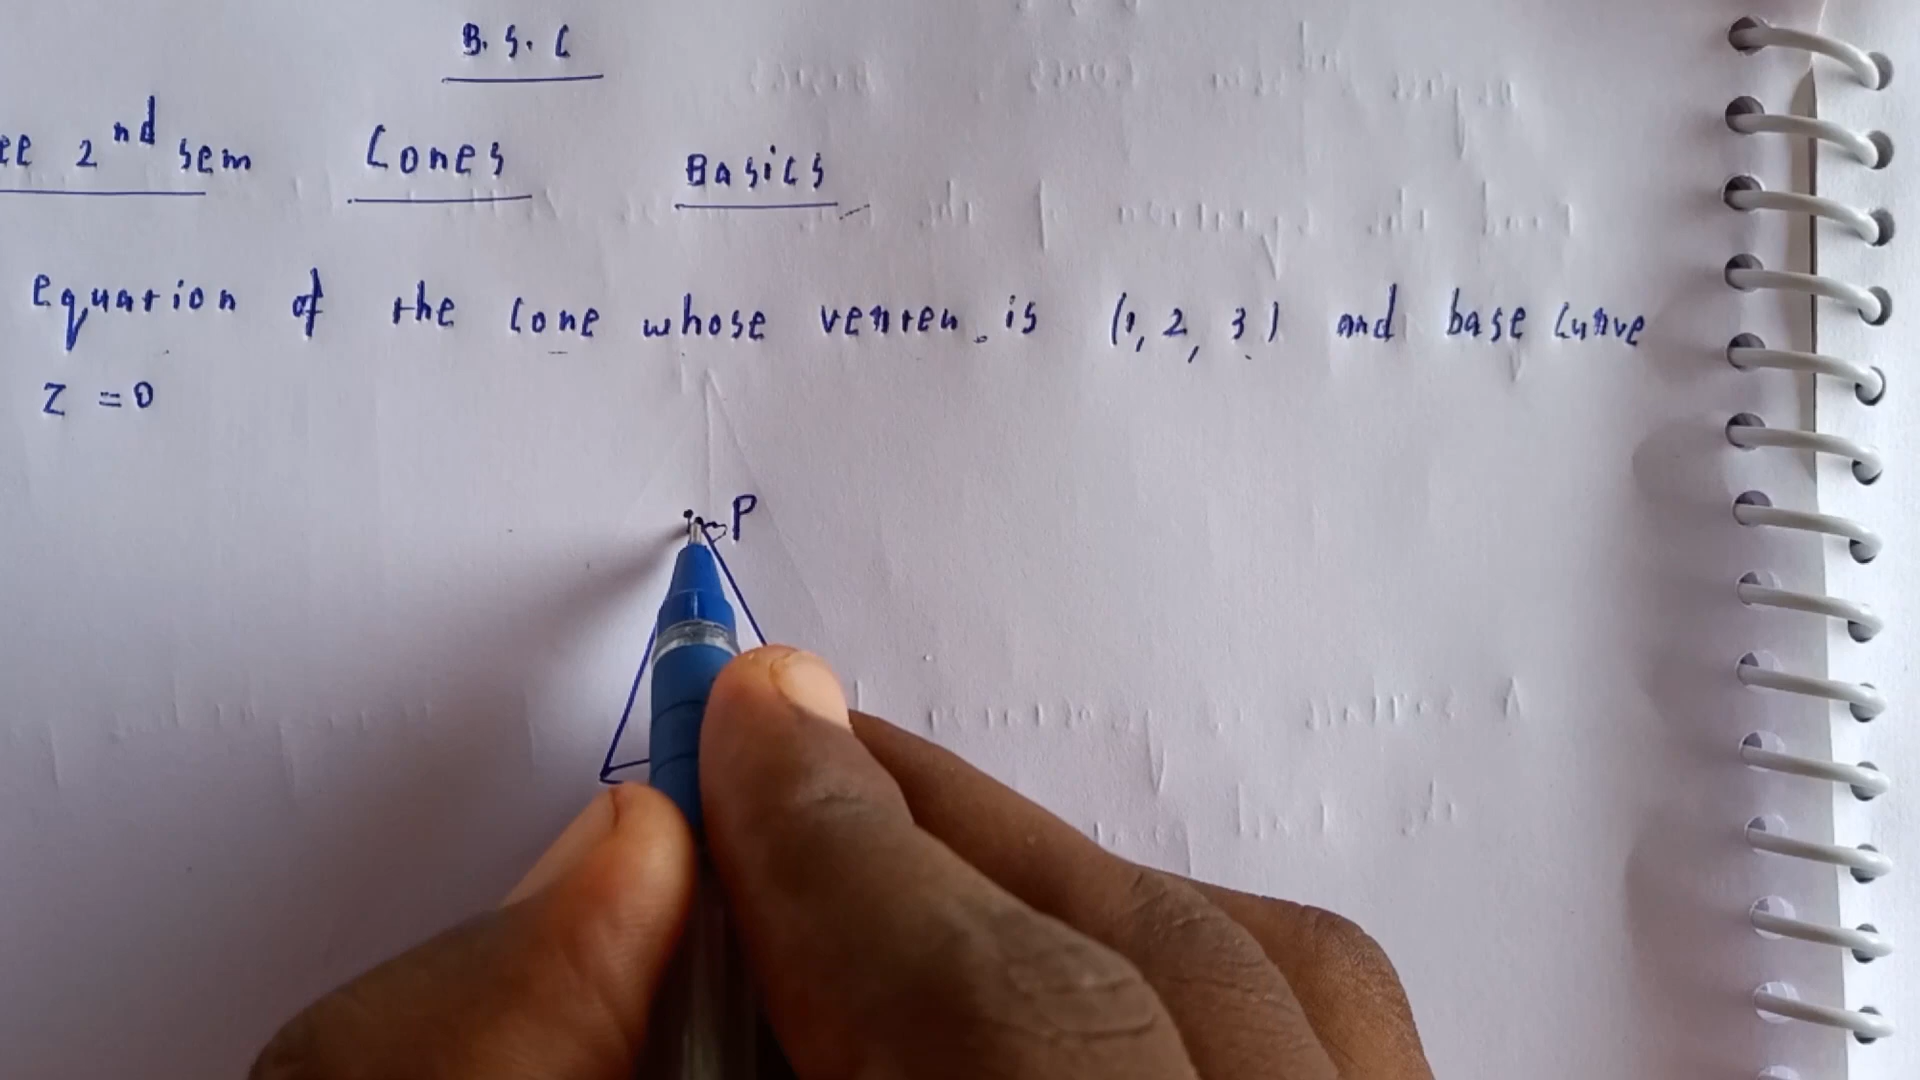 B.S.C
ee 2nd sem Cones Basics
equation of the cone whose vertex is (1, 2, 3) and base curve
Z = 0
P